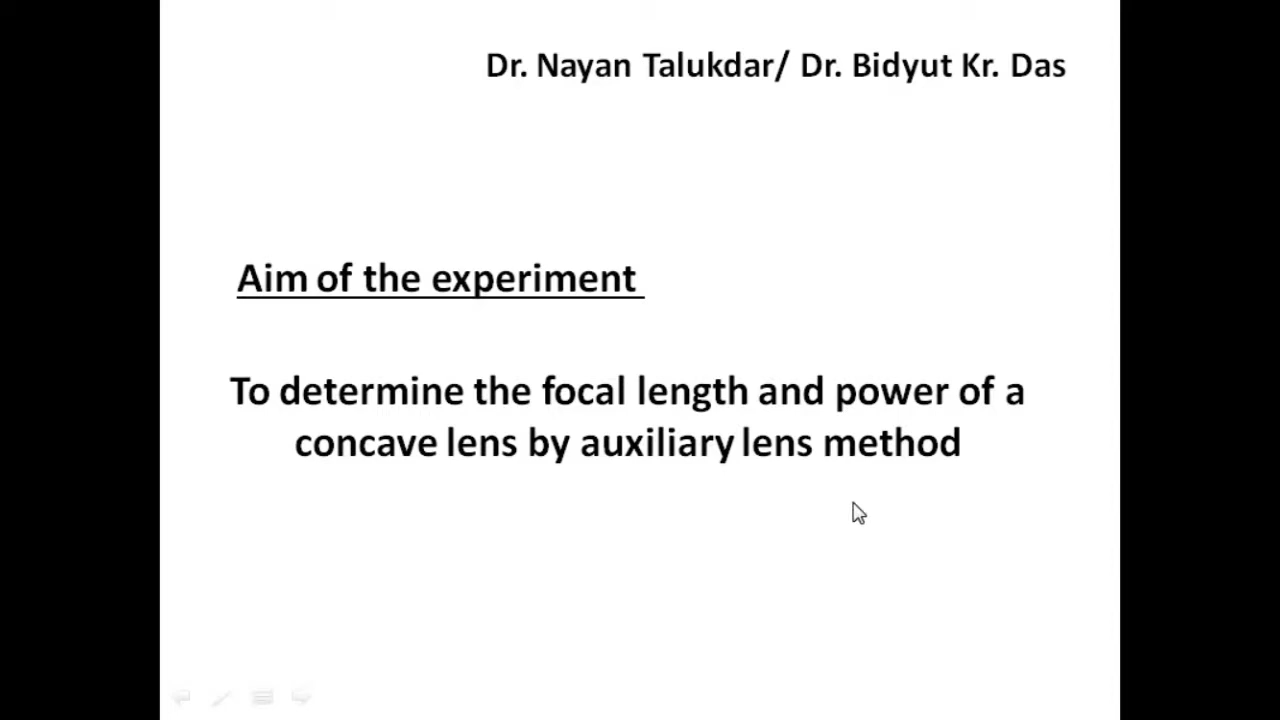 Dr. Nayan Talukdar/ Dr. Bidyut Kr. Das
Aim of the experiment
To determine the focal length and power of a
concave lens by auxiliary lens method